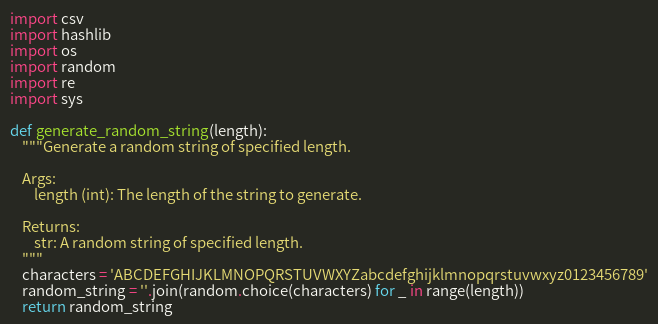 import csv
import hashlib
import os
import random
import re
import sys

def generate_random_string(length):
    """Generate a random string of specified length.

    Args:
        length (int): The length of the string to generate.

    Returns:
        str: A random string of specified length.
    """
    characters = 'ABCDEFGHIJKLMNOPQRSTUVWXYZabcdefghijklmnopqrstuvwxyz0123456789'
    random_string = ''.join(random.choice(characters) for _ in range(length))
    return random_string